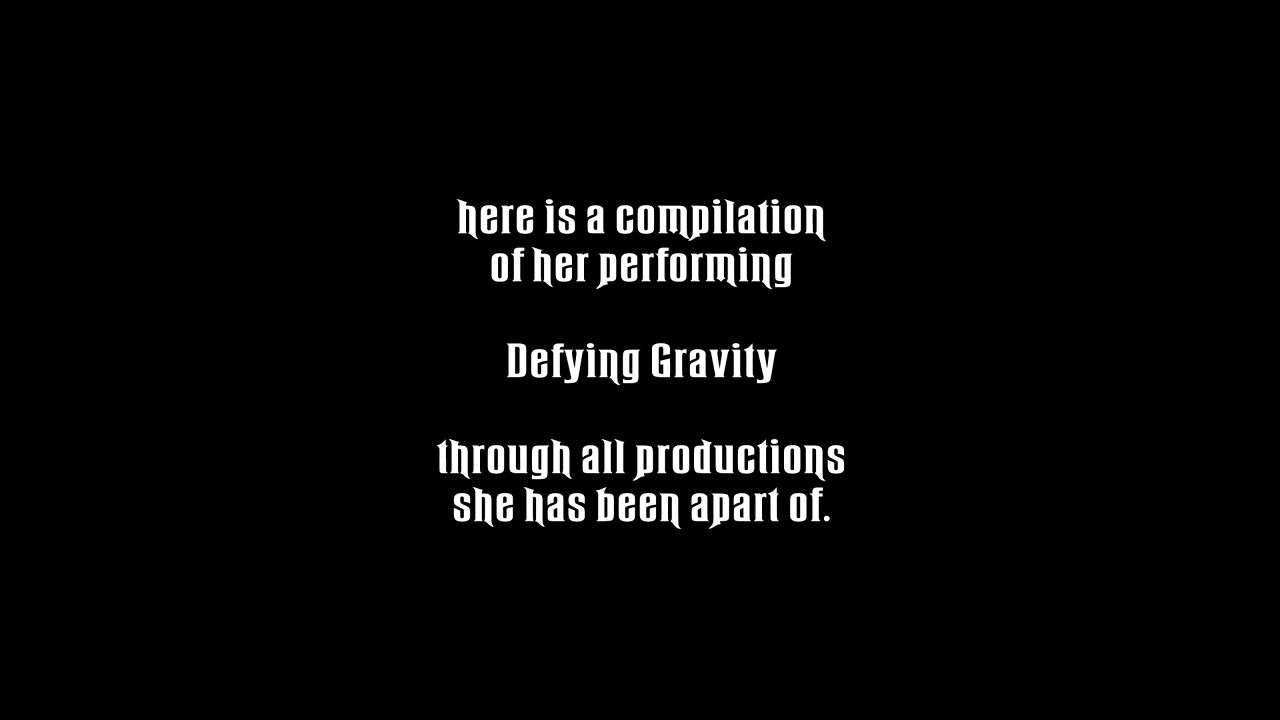 here is a compilation
of her performing
Defying Gravity
through all productions
she has been apart of.